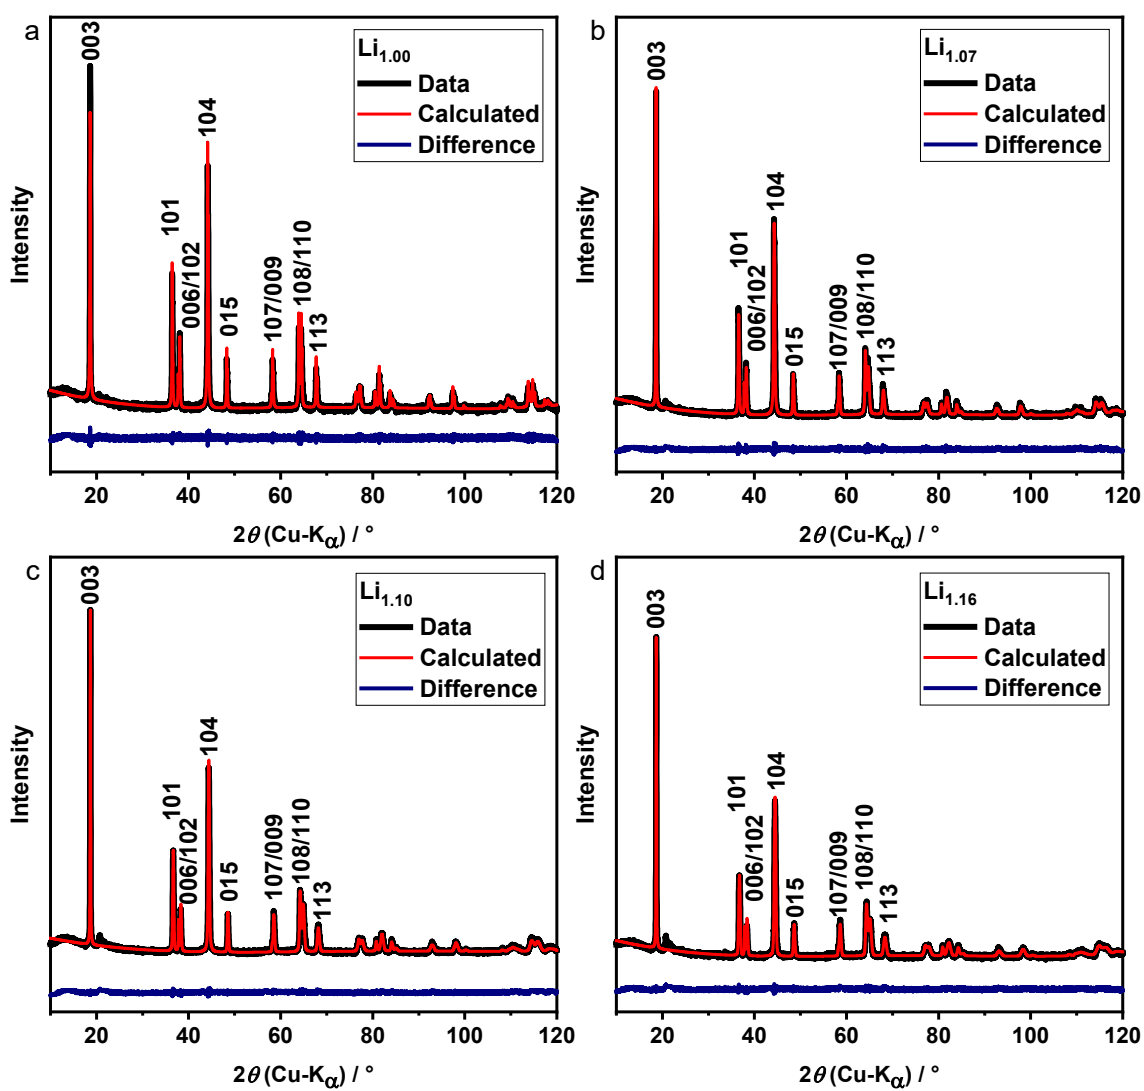 a
Li1.00
Data
Calculated
Difference
003
101
006/102
104
015
107/009
108/110
113
Intensity
20 40 60 80 100 120
2θ (Cu-Kα) / °
b
Li1.07
Data
Calculated
Difference
003
101
006/102
104
015
107/009
108/110
113
Intensity
20 40 60 80 100 120
2θ (Cu-Kα) / °
c
Li1.10
Data
Calculated
Difference
003
101
006/102
104
015
107/009
108/110
113
Intensity
20 40 60 80 100 120
2θ (Cu-Kα) / °
d
Li1.16
Data
Calculated
Difference
003
101
006/102
104
015
107/009
108/110
113
Intensity
20 40 60 80 100 120
2θ (Cu-Kα) / °